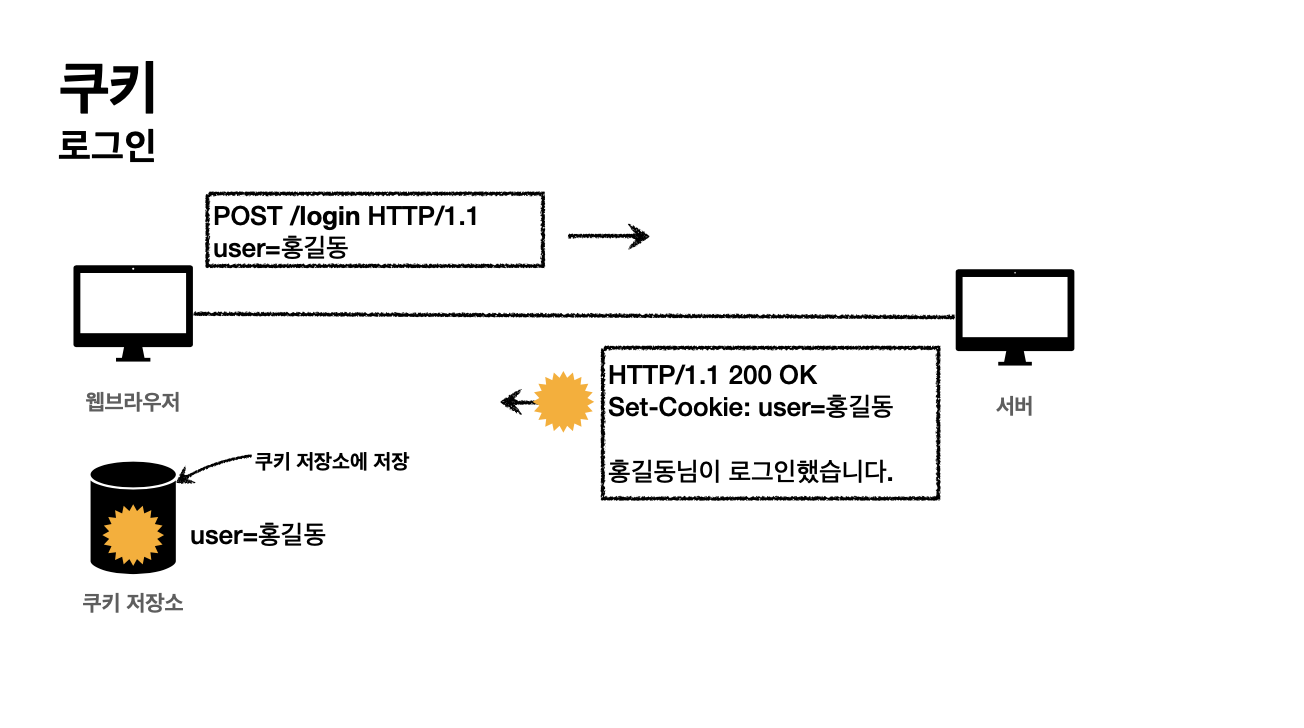 쿠키
로그인
POST /login HTTP/1.1
user=홍길동
웹브라우저
HTTP/1.1 200 OK
Set-Cookie: user=홍길동
홍길동님이 로그인했습니다.
서버
쿠키 저장소에 저장
user=홍길동
쿠키 저장소